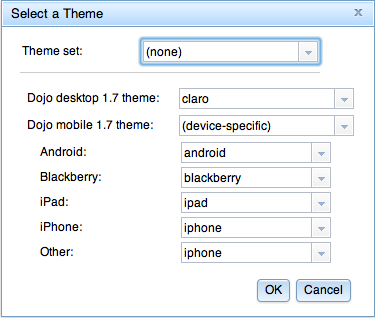 Select a Theme x
Theme set: (none)
Dojo desktop 1.7 theme: claro
Dojo mobile 1.7 theme: (device-specific)
Android: android
Blackberry: blackberry
iPad: ipad
iPhone: iphone
Other: iphone
OK Cancel